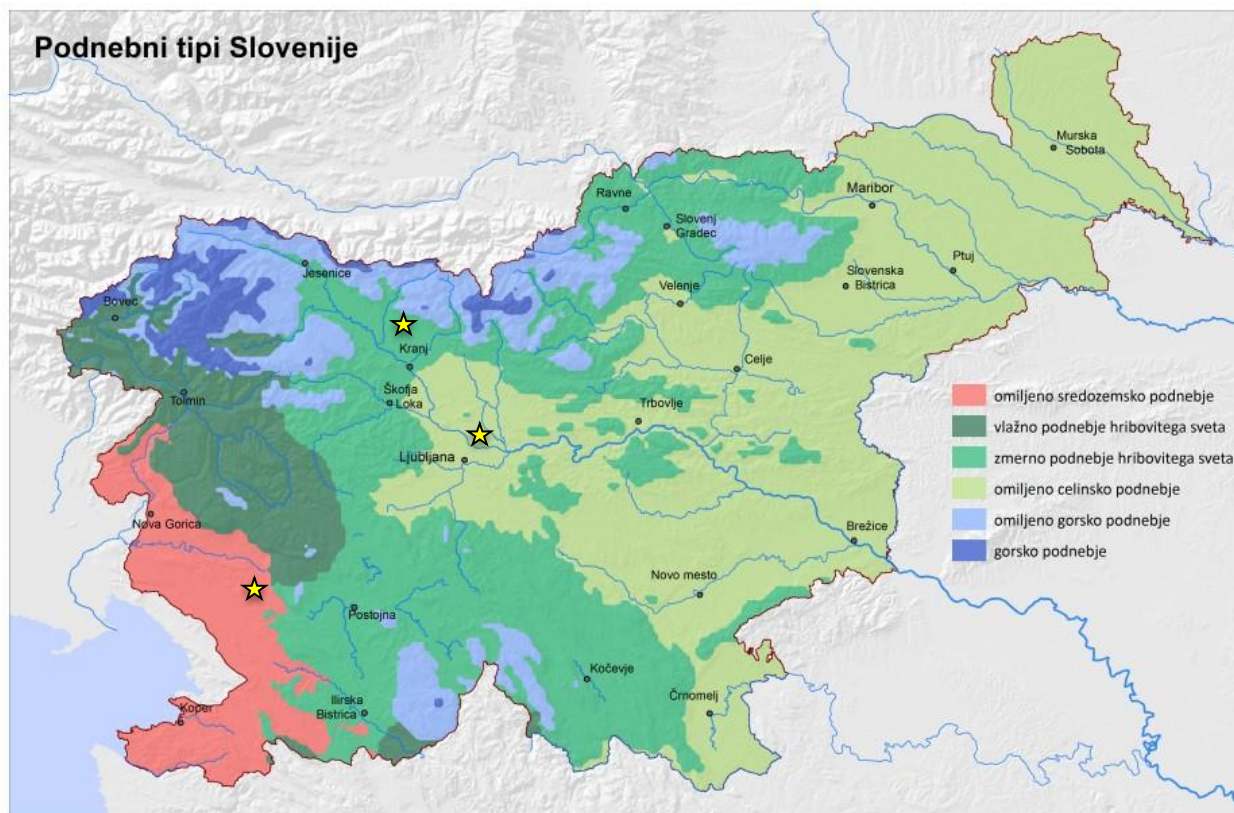 Podnebni tipi Slovenije
Murska
Sobota
Maribor
Ravne
Slovenj
Gradec
Ptuj
Jesenice
Slovenska
Bistrica
Velenje
Bovec
Kranj
Celje
Škofja
Loka
Tolmin
Trbovlje
Ljubljana
Nova Gorica
Brežice
Novo mesto
Postojna
Kočevje
Ilirska
Bistrica
Črnomelj
Koper
omiljeno sredozemsko podnebje
vlažno podnebje hribovitega sveta
zmerno podnebje hribovitega sveta
omiljeno celinsko podnebje
omiljeno gorsko podnebje
gorsko podnebje